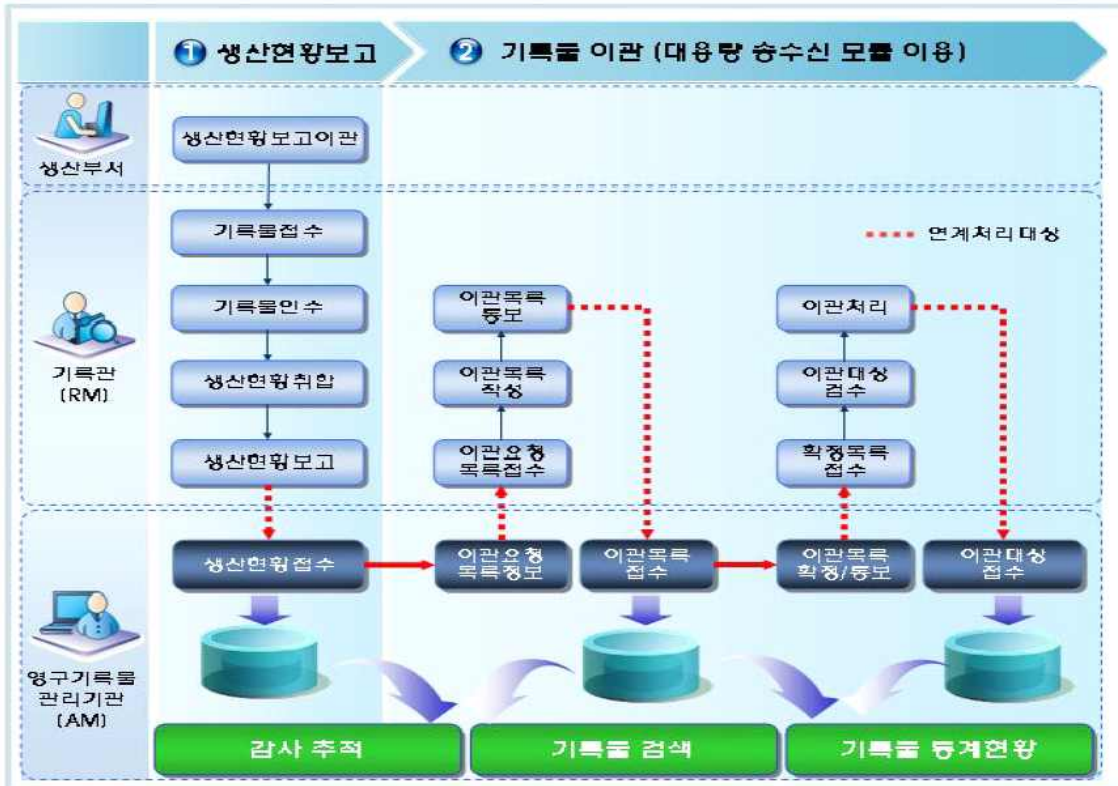 ① 생산현황보고
② 기록물 이관 (대용량 송수신 모듈 이용)
생산부서
생산현황보고이관
기록물접수
연계처리대상
기록관
(RM)
기록물인수
생산현황취합
생산현황보고
이관목록
통보
이관목록
작성
이관요청
목록접수
이관처리
이관대상
검수
확정목록
접수
영구기록물
관리기관
(AM)
생산현황접수
이관요청
목록정보
이관목록
접수
이관목록
확정/통보
이관대상
접수
감사 추적
기록물 검색
기록물 통계현황